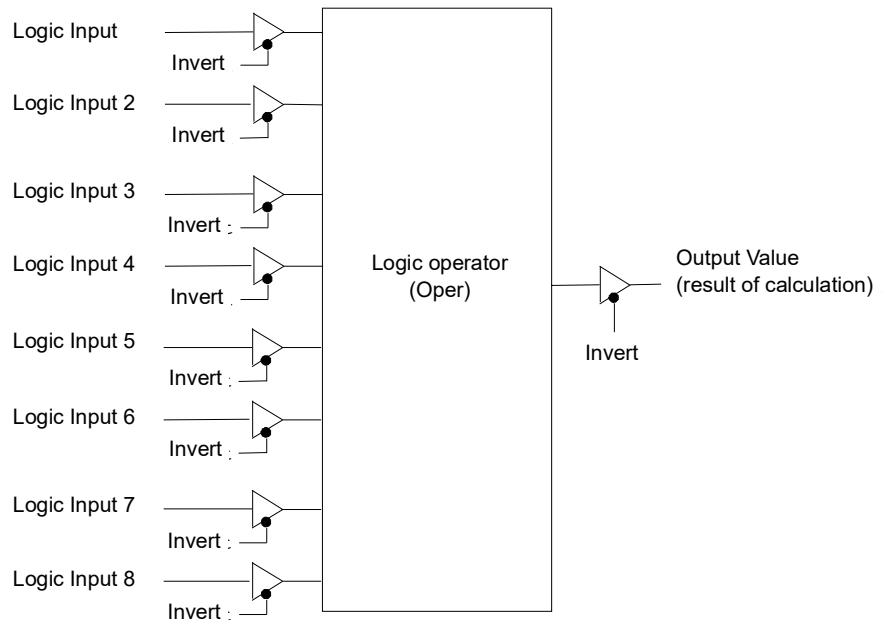 Logic Input
Invert
Logic Input 2
Invert
Logic Input 3
Invert :
Logic Input 4
Invert :
Logic Input 5
Invert :
Logic Input 6
Invert :
Logic Input 7
Invert :
Logic Input 8
Invert :
Logic operator
(Oper)
Output Value
(result of calculation)
Invert